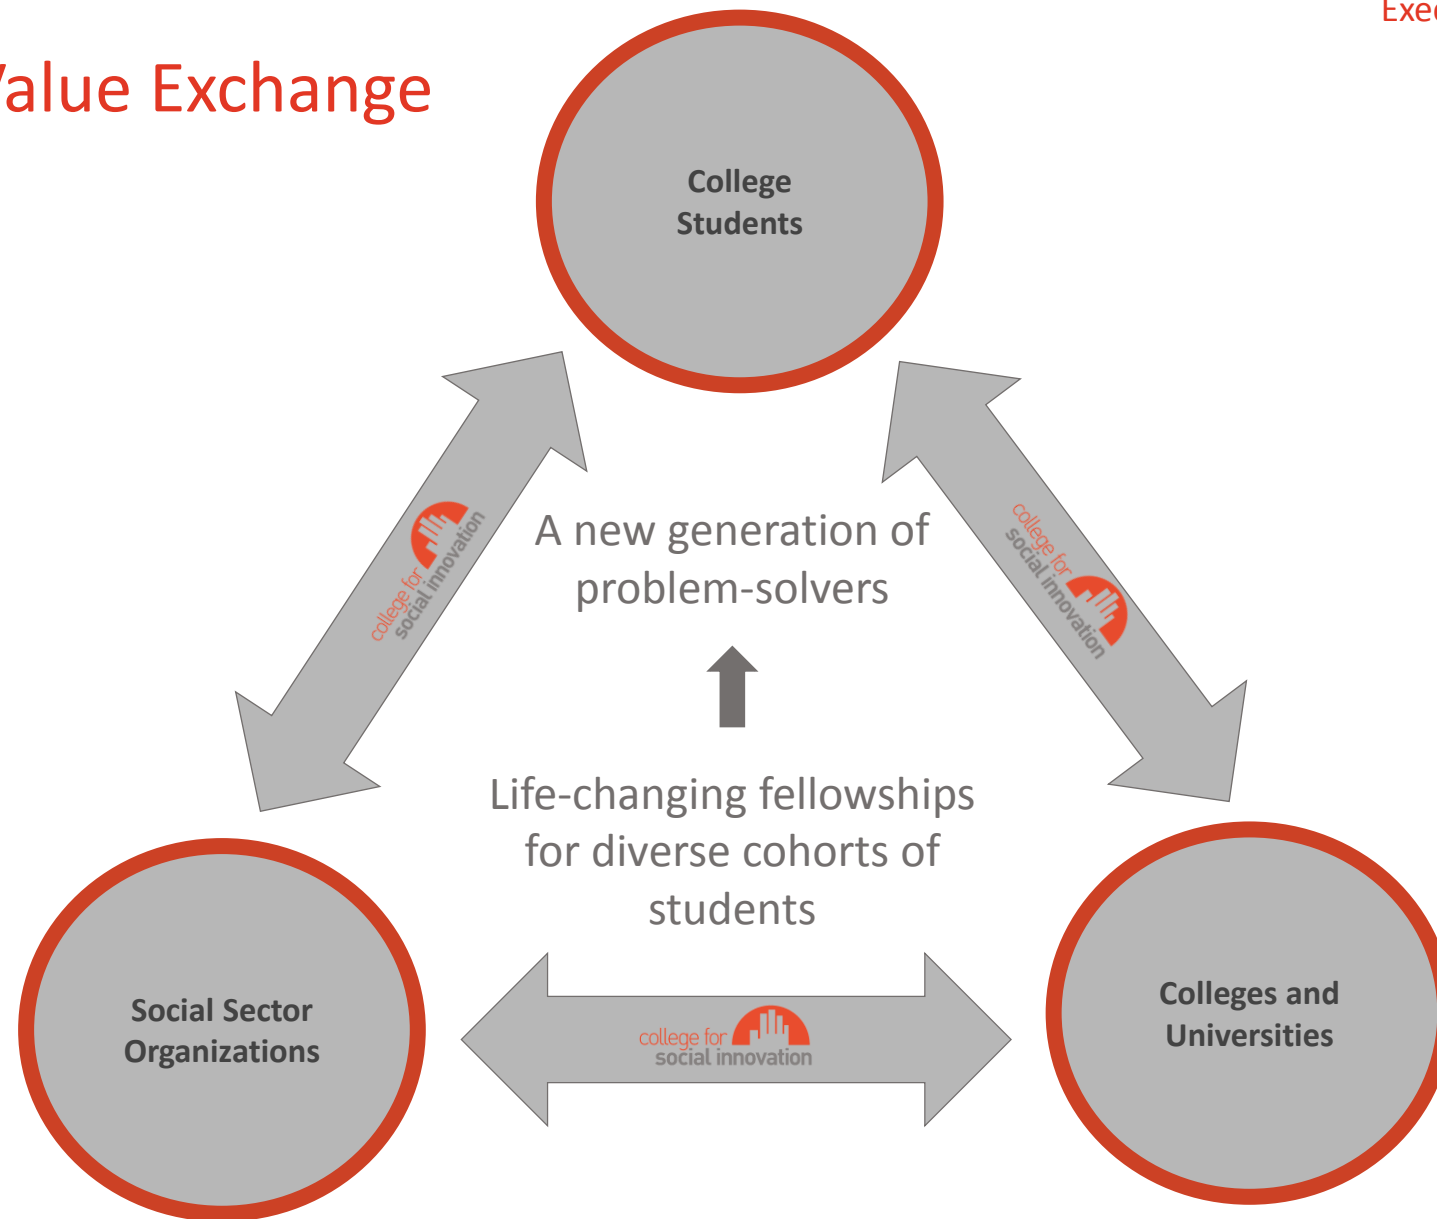 Value Exchange
College
Students
college for
social innovation
college for
social innovation
A new generation of
problem-solvers
Life-changing fellowships
for diverse cohorts of
students
Social Sector
Organizations
college for
social innovation
Colleges and
Universities